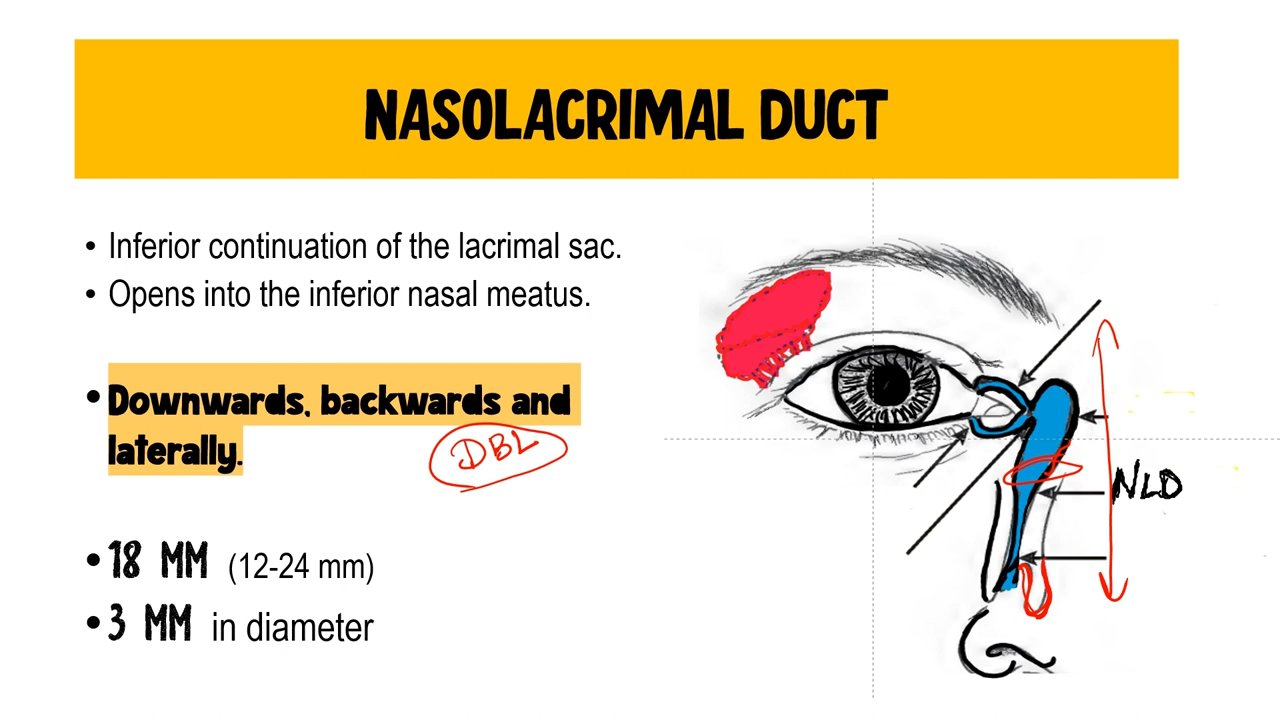 NASOLACRIMAL DUCT
• Inferior continuation of the lacrimal sac.
• Opens into the inferior nasal meatus.
• Downwards, backwards and
laterally.
DBL
• 18 MM (12-24 mm)
• 3 MM in diameter
NLD